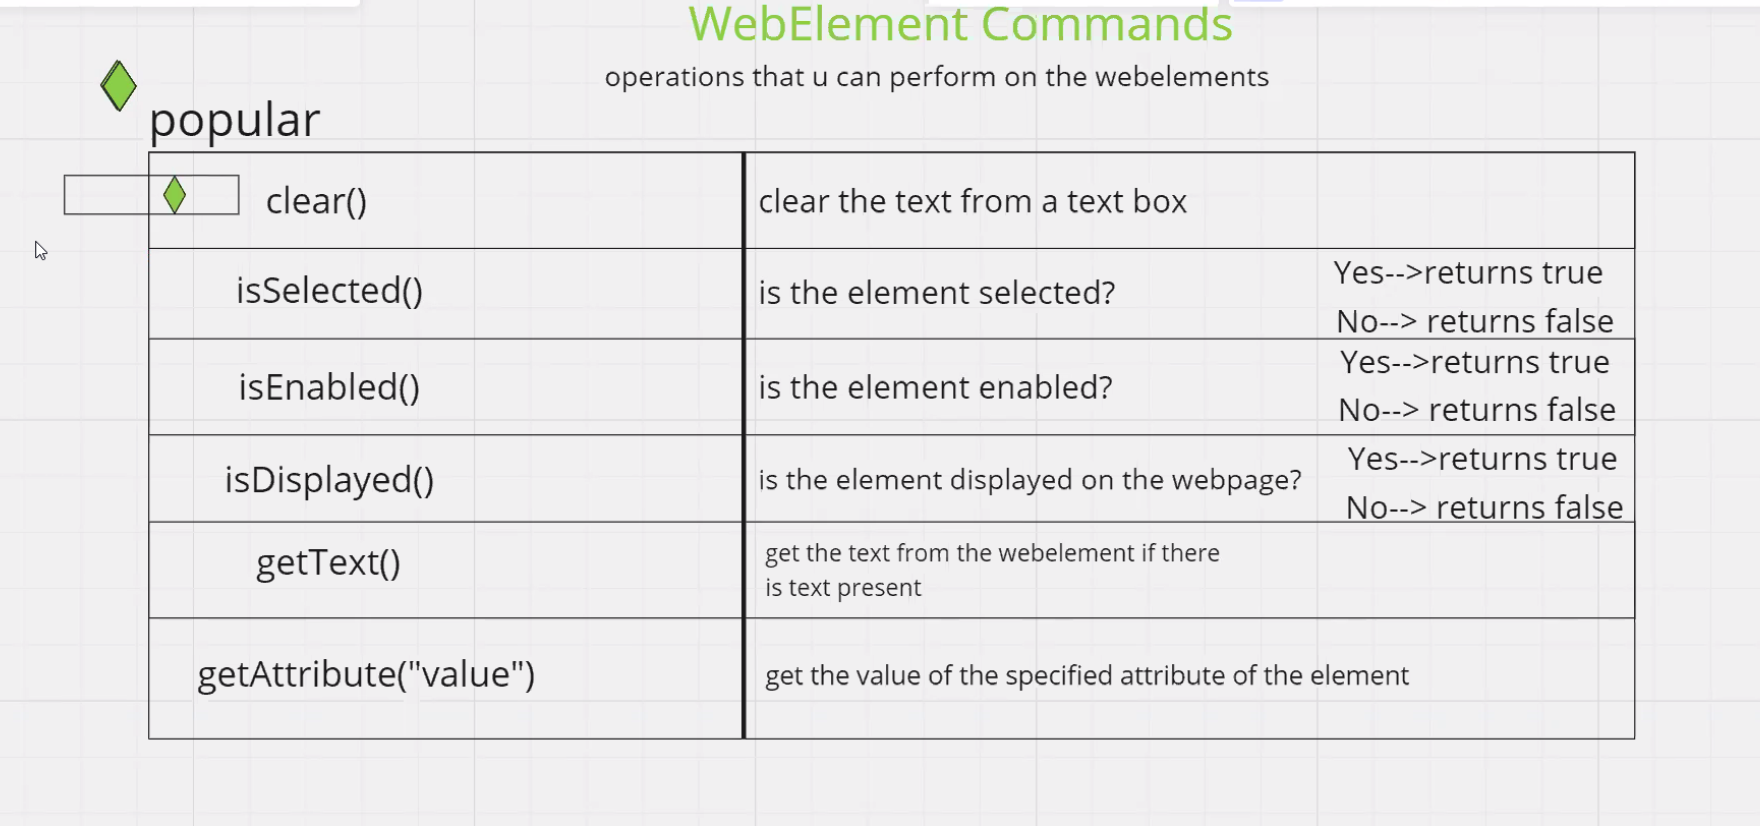 WebElement Commands
operations that u can perform on the webelements
popular
clear()
clear the text from a text box
isSelected()
is the element selected?
Yes-->returns true
No--> returns false
isEnabled()
is the element enabled?
Yes-->returns true
No--> returns false
isDisplayed()
is the element displayed on the webpage?
Yes-->returns true
No--> returns false
getText()
get the text from the webelement if there
is text present
getAttribute("value")
get the value of the specified attribute of the element